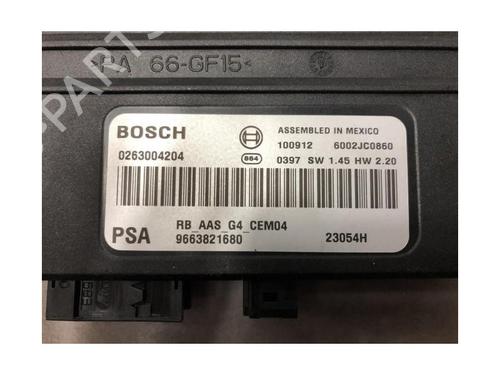 PARTS
PA 66-GF15<
BOSCH
ASSEMBLED IN MEXICO
100912 6002JC0860
0263004204
864
0397 SW 1.45 HW 2.20
RB_AAS_G4_CEM04
PSA
9663821680
23054H